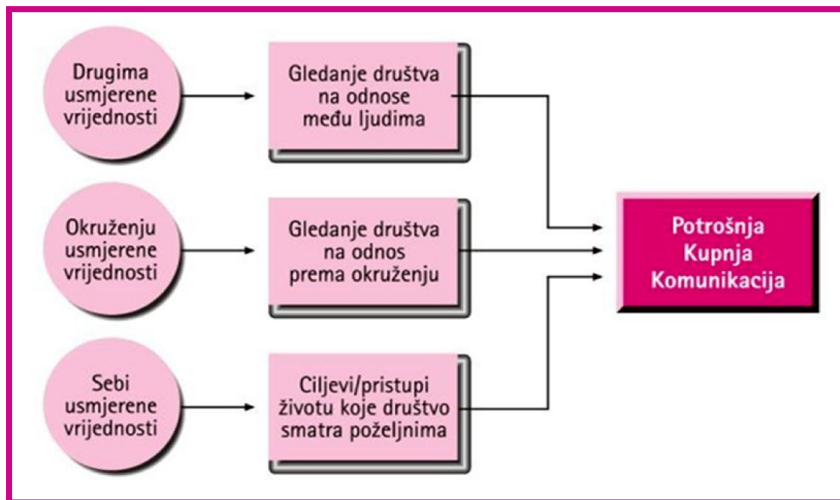 Drugima
usmjerene
vrijednosti
Gledanje društva
na odnose
među ljudima
Okruženju
usmjerene
vrijednosti
Gledanje društva
na odnos
prema okruženju
Potrošnja
Kupnja
Komunikacija
Sebi
usmjerene
vrijednosti
Ciljevi/pristupi
životu koje društvo
smatra poželjnima